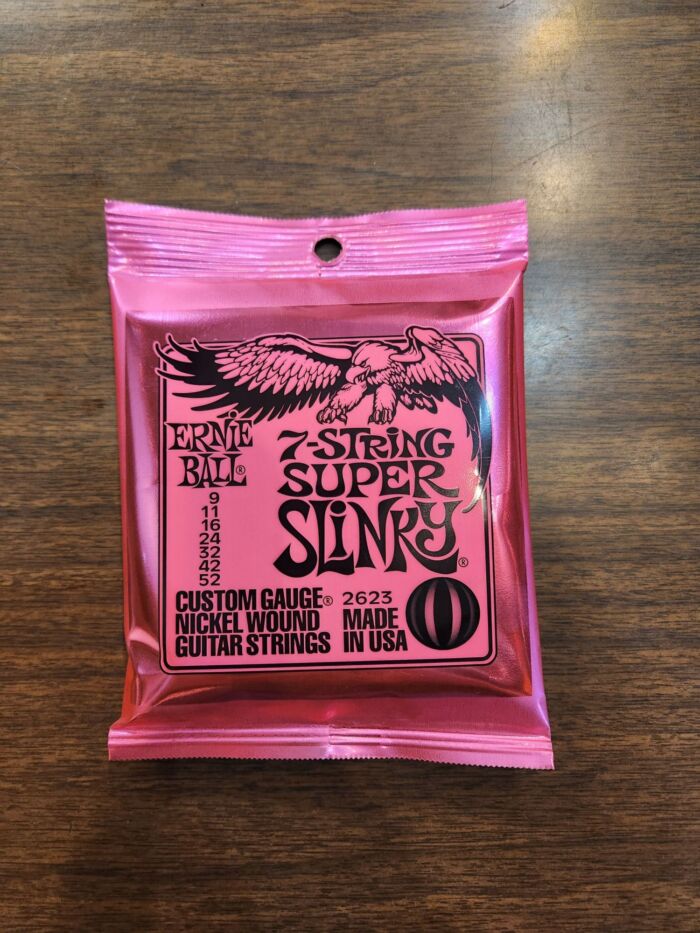 ERNiE
BALL®
7-STRiNG
SUPER
SLiNKY®
9
11
16
24
32
42
52
CUSTOM GAUGE®
NICKEL WOUND
GUITAR STRINGS
2623
MADE
IN USA